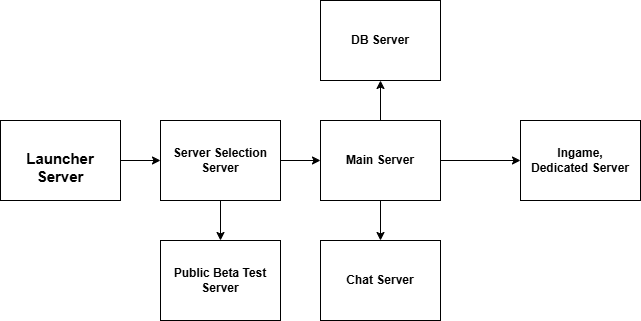 DB Server
Launcher
Server
Server Selection
Server
Main Server
Ingame,
Dedicated Server
Public Beta Test
Server
Chat Server